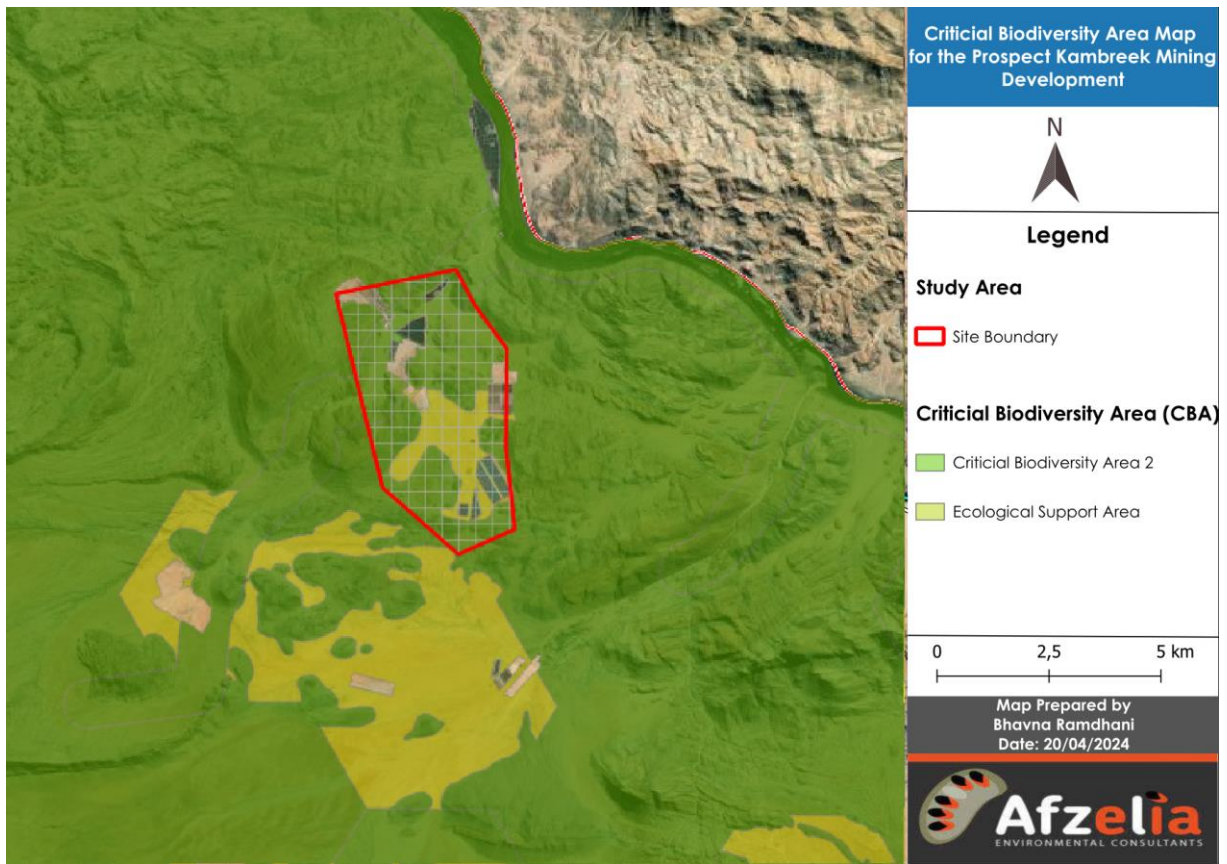 Criticial Biodiversity Area Map
for the Prospect Kambreek Mining
Development
N
Legend
Study Area
Site Boundary
Criticial Biodiversity Area (CBA)
Criticial Biodiversity Area 2
Ecological Support Area
0 2,5 5 km
Map Prepared by
Bhavna Ramdhani
Date: 20/04/2024
Afzelia
ENVIRONMENTAL CONSULTANTS